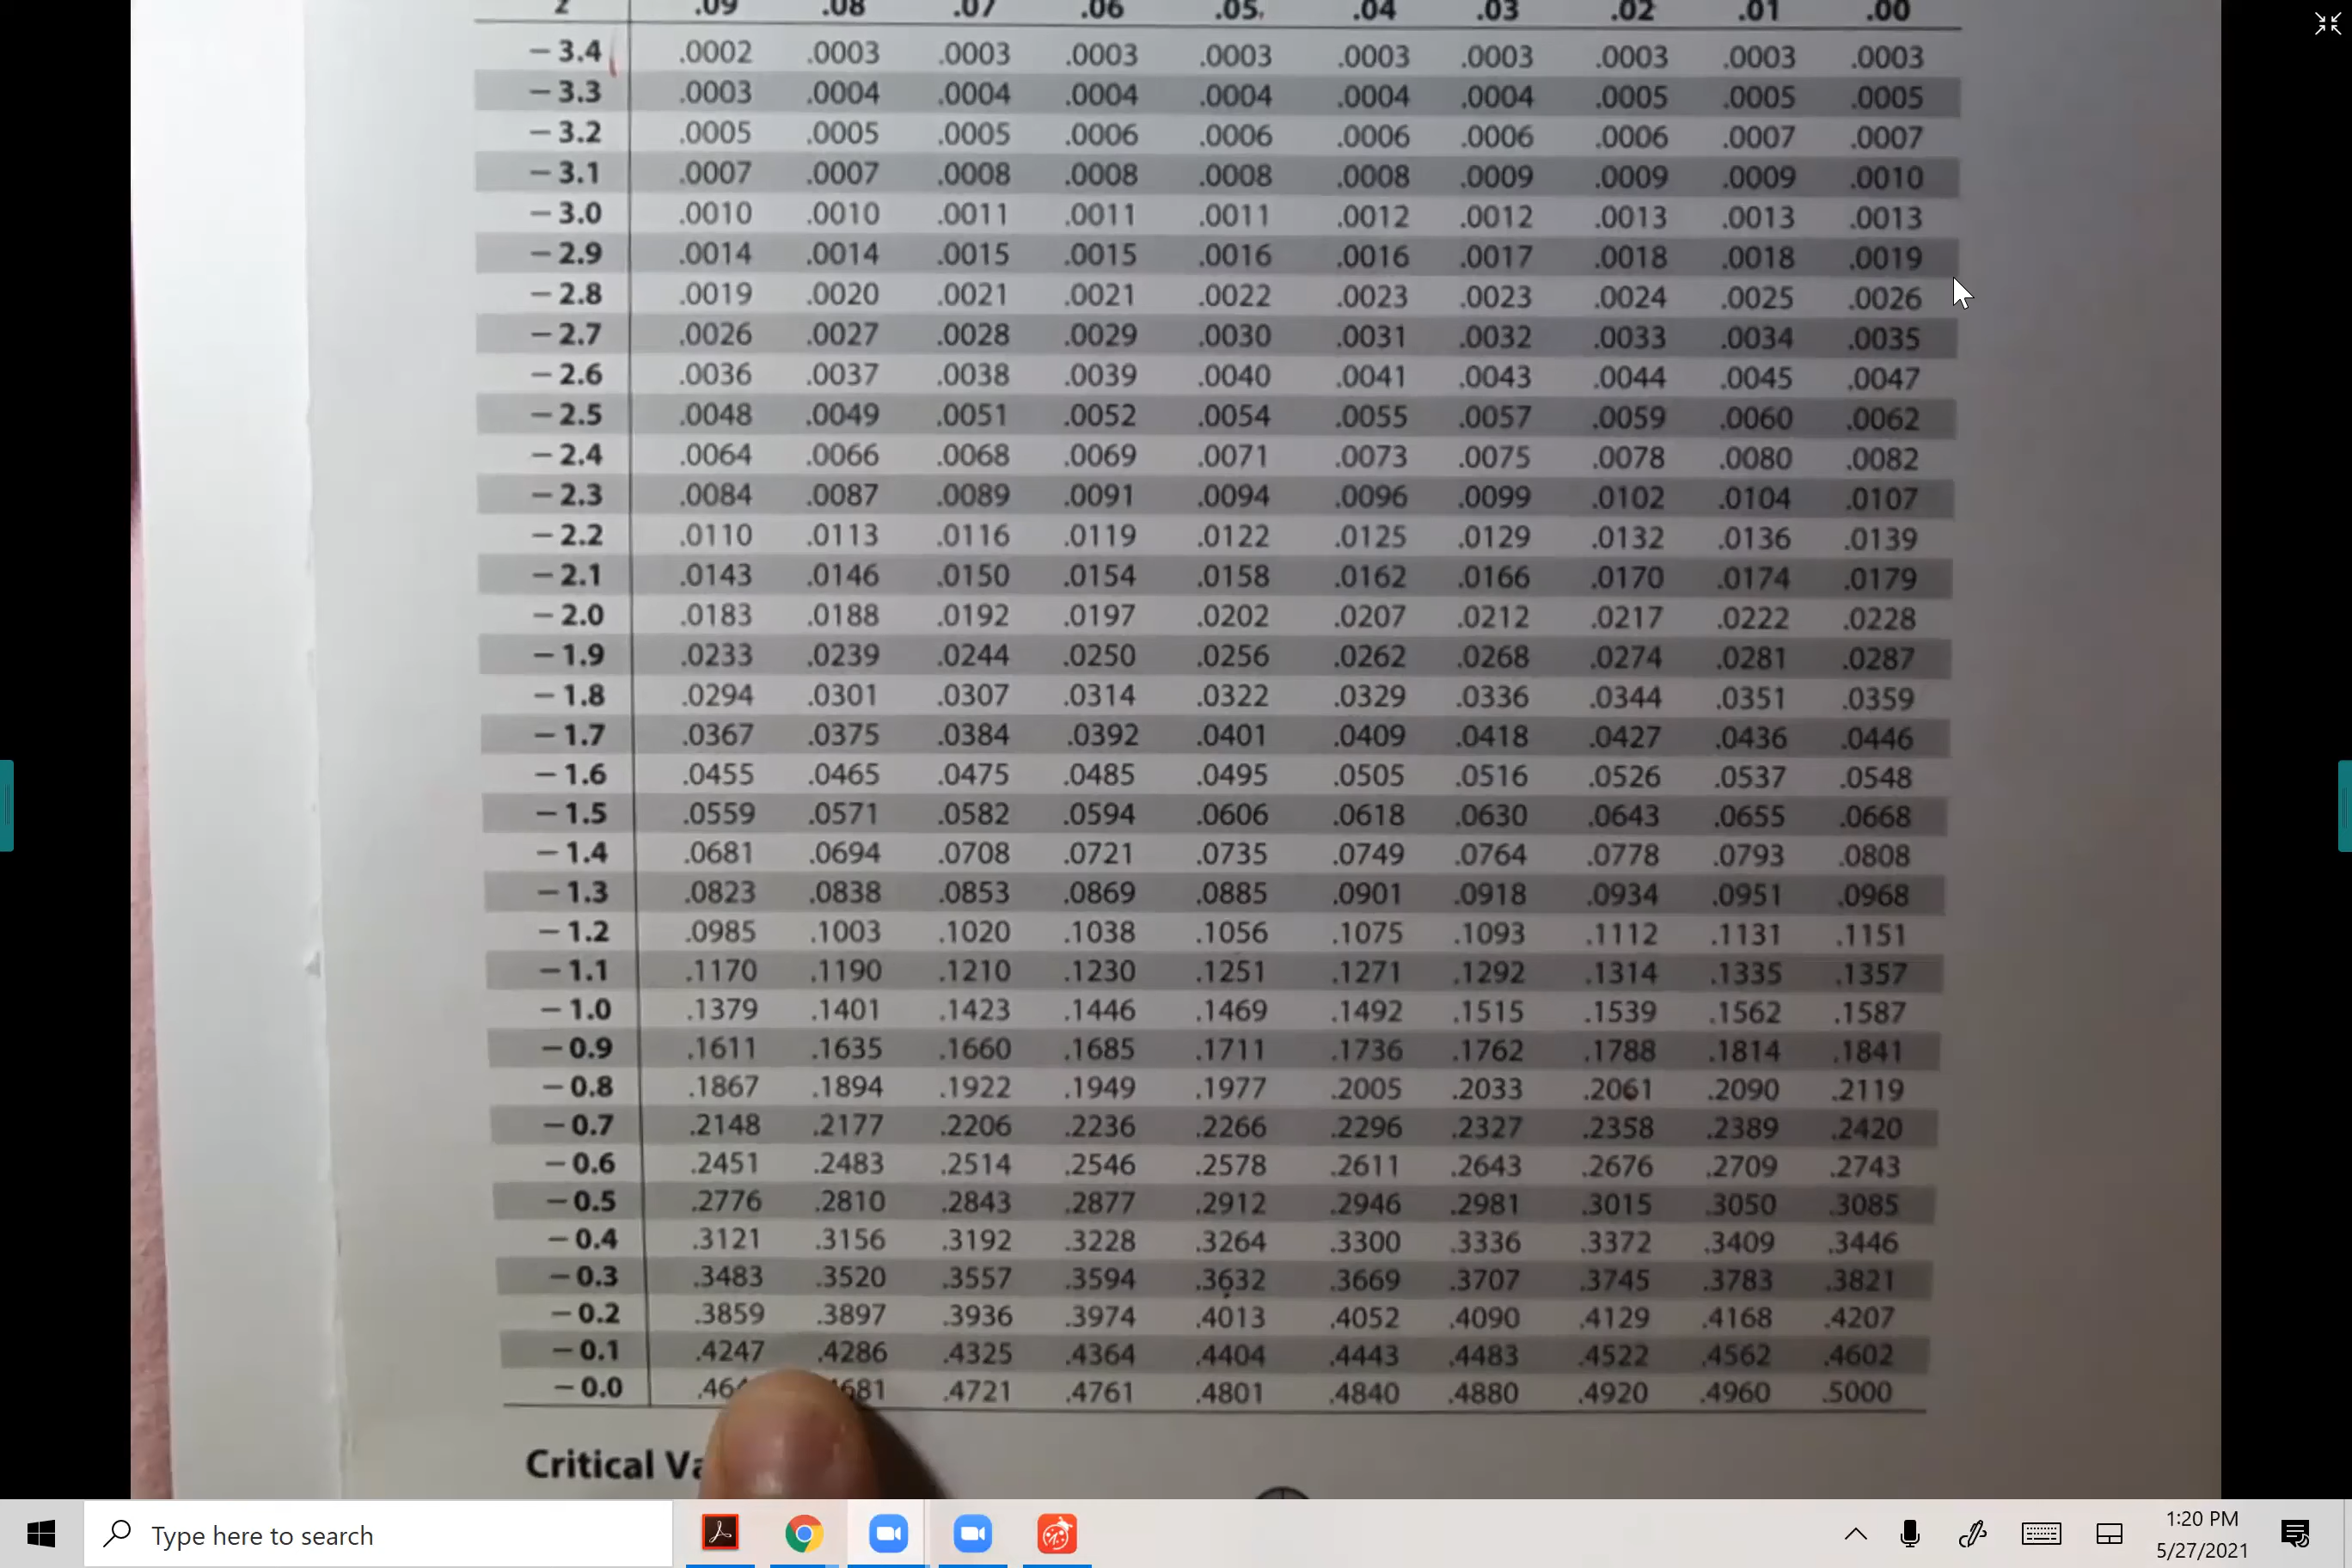 z .09 .08 .07 .06 .05 .04 .03 .02 .01 .00
− 3.4 .0002 .0003 .0003 .0003 .0003 .0003 .0003 .0003 .0003 .0003
− 3.3 .0003 .0004 .0004 .0004 .0004 .0004 .0004 .0005 .0005 .0005
− 3.2 .0005 .0005 .0005 .0006 .0006 .0006 .0006 .0006 .0007 .0007
− 3.1 .0007 .0007 .0008 .0008 .0008 .0008 .0009 .0009 .0009 .0010
− 3.0 .0010 .0010 .0011 .0011 .0011 .0012 .0012 .0013 .0013 .0013
− 2.9 .0014 .0014 .0015 .0015 .0016 .0016 .0017 .0018 .0018 .0019
− 2.8 .0019 .0020 .0021 .0021 .0022 .0023 .0023 .0024 .0025 .0026
− 2.7 .0026 .0027 .0028 .0029 .0030 .0031 .0032 .0033 .0034 .0035
− 2.6 .0036 .0037 .0038 .0039 .0040 .0041 .0043 .0044 .0045 .0047
− 2.5 .0048 .0049 .0051 .0052 .0054 .0055 .0057 .0059 .0060 .0062
− 2.4 .0064 .0066 .0068 .0069 .0071 .0073 .0075 .0078 .0080 .0082
− 2.3 .0084 .0087 .0089 .0091 .0094 .0096 .0099 .0102 .0104 .0107
− 2.2 .0110 .0113 .0116 .0119 .0122 .0125 .0129 .0132 .0136 .0139
− 2.1 .0143 .0146 .0150 .0154 .0158 .0162 .0166 .0170 .0174 .0179
− 2.0 .0183 .0188 .0192 .0197 .0202 .0207 .0212 .0217 .0222 .0228
− 1.9 .0233 .0239 .0244 .0250 .0256 .0262 .0268 .0274 .0281 .0287
− 1.8 .0294 .0301 .0307 .0314 .0322 .0329 .0336 .0344 .0351 .0359
− 1.7 .0367 .0375 .0384 .0392 .0401 .0409 .0418 .0427 .0436 .0446
− 1.6 .0455 .0465 .0475 .0485 .0495 .0505 .0516 .0526 .0537 .0548
− 1.5 .0559 .0571 .0582 .0594 .0606 .0618 .0630 .0643 .0655 .0668
− 1.4 .0681 .0694 .0708 .0721 .0735 .0749 .0764 .0778 .0793 .0808
− 1.3 .0823 .0838 .0853 .0869 .0885 .0901 .0918 .0934 .0951 .0968
− 1.2 .0985 .1003 .1020 .1038 .1056 .1075 .1093 .1112 .1131 .1151
− 1.1 .1170 .1190 .1210 .1230 .1251 .1271 .1292 .1314 .1335 .1357
− 1.0 .1379 .1401 .1423 .1446 .1469 .1492 .1515 .1539 .1562 .1587
− 0.9 .1611 .1635 .1660 .1685 .1711 .1736 .1762 .1788 .1814 .1841
− 0.8 .1867 .1894 .1922 .1949 .1977 .2005 .2033 .2061 .2090 .2119
− 0.7 .2148 .2177 .2206 .2236 .2266 .2296 .2327 .2358 .2389 .2420
− 0.6 .2451 .2483 .2514 .2546 .2578 .2611 .2643 .2676 .2709 .2743
− 0.5 .2776 .2810 .2843 .2877 .2912 .2946 .2981 .3015 .3050 .3085
− 0.4 .3121 .3156 .3192 .3228 .3264 .3300 .3336 .3372 .3409 .3446
− 0.3 .3483 .3520 .3557 .3594 .3632 .3669 .3707 .3745 .3783 .3821
− 0.2 .3859 .3897 .3936 .3974 .4013 .4052 .4090 .4129 .4168 .4207
− 0.1 .4247 .4286 .4325 .4364 .4404 .4443 .4483 .4522 .4562 .4602
− 0.0 .4721 .4761 .4801 .4840 .4880 .4920 .4960 .5000
Critical
Type here to search
1:20 PM
5/27/2021